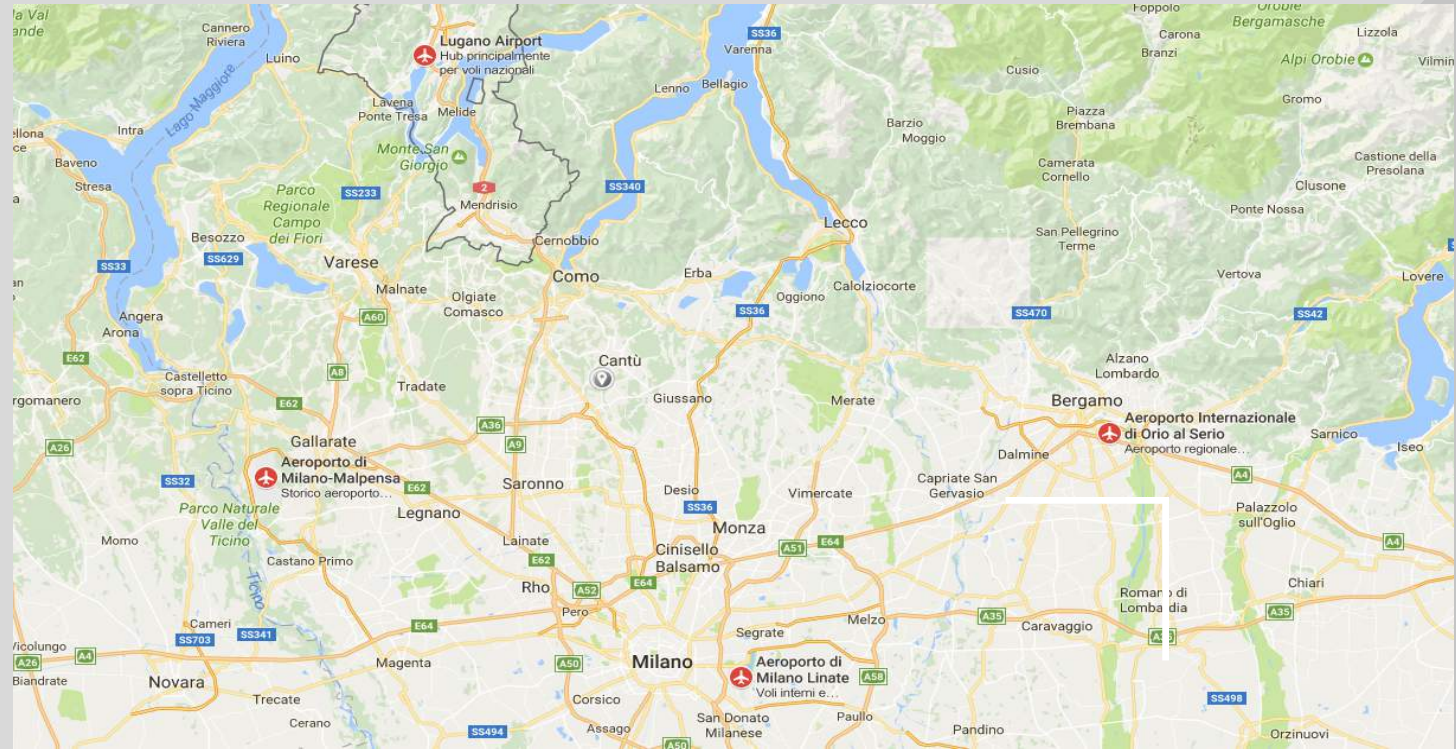 la Val
ande
Cannero
Riviera
Luino
Lugano Airport
Hub principalmente
per voli nazionali
SS36
Varenna
Foppolo
Carona
Branzi
Orobie
Bergamasche
Lizzola
Alpi Orobie
Vilmin
Cusio
Lenno
Bellagio
Gromo
Lavena
Ponte Tresa
Melide
Lago Maggiore
Intra
Barzio
Moggio
Piazza
Brembana
Baveno
Stresa
Monte San
Giorgio
Camerata
Cornello
Castione della
Presolana
Clusone
Parco
Regionale
Campo
dei Fiori
SS233
2
Mendrisio
SS340
Ponte Nossa
Lecco
Besozzo
SS629
Cernobbio
San Pellegrino
Terme
SS33
Varese
Malnate
Como
Erba
Oggiono
Calolziocorte
Vertova
Lovere
Olgiate
Comasco
Angera
Arona
A60
SS36
SS470
SS42
E62
A8
Cantù
Alzano
Lombardo
Castelletto
sopra Ticino
Tradate
rgomanero
E62
Giussano
Merate
Bergamo
A36
A9
Aeroporto Internazionale
di Orio al Serio
Aeroporto regionale...
Sarnico
Iseo
A26
Gallarate
Dalmine
Aeroporto di
Milano-Malpensa
Storico aeroporto...
SS32
E62
Saronno
Desio
Vimercate
Capriate San
Gervasio
A4
Legnano
SS36
Parco Naturale
Valle del
Ticino
Palazzolo
sull'Oglio
Monza
Momo
Lainate
Castano Primo
Cinisello
Balsamo
A51
E64
A4
E62
Rho
A52
E64
Chiari
Ticino
Pero
Romano di
Lombardia
Cameri
SS703
SS341
E64
Segrate
Melzo
A35
Caravaggio
A35
A35
Vicolungo
A26
A4
Biandrate
Magenta
A50
Milano
Aeroporto di
Milano Linate
Voli interni e...
A58
Novara
Trecate
Corsico
SS498
Cerano
SS494
Assago
San Donato
Milanese
Paullo
Pandino
Orzinuovi
A50